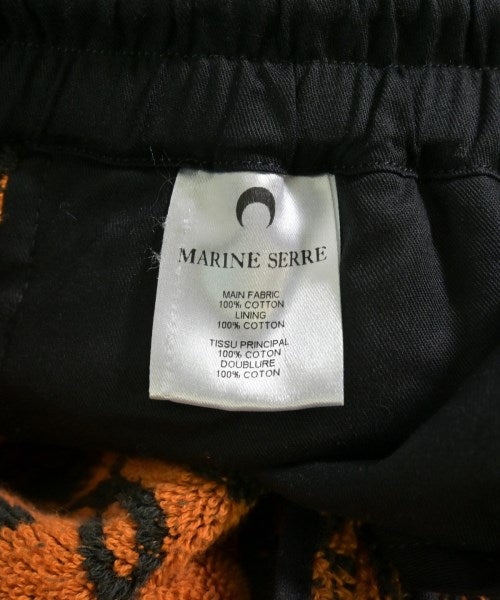 MARINE SERRE
MAIN FABRIC
100% COTTON
LINING
100% COTTON
TISSU PRINCIPAL
100% COTON
DOUBLURE
100% COTON